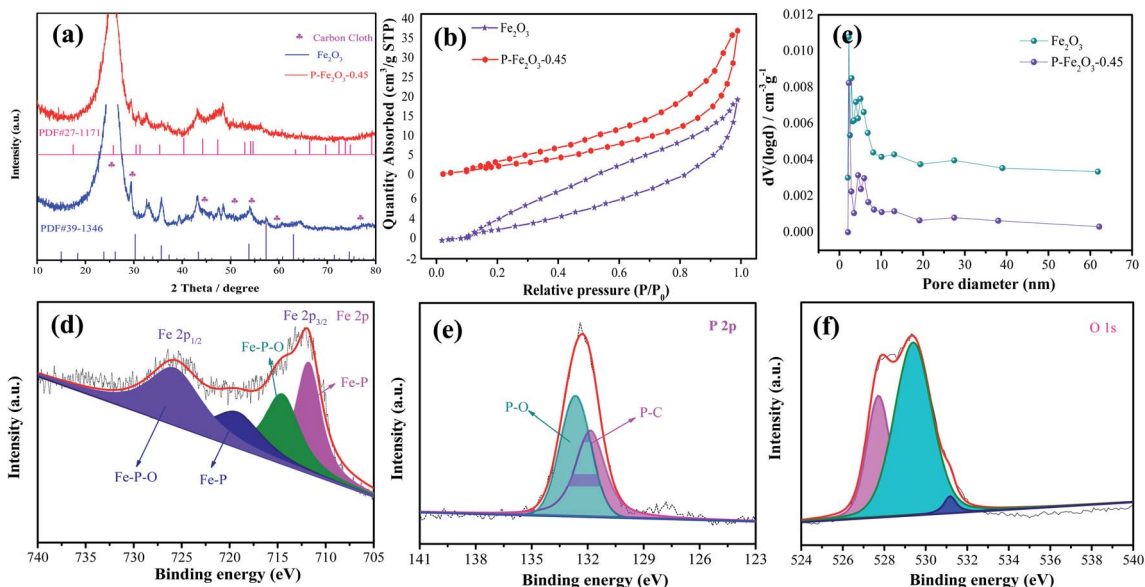 (a)
♣ Carbon Cloth
Fe₂O₃
P-Fe₂O₃-0.45
PDF#27-1171
PDF#39-1346
Intensity (a.u.)
10 20 30 40 50 60 70 80
2 Theta / degree
(b)
Fe₂O₃
P-Fe₂O₃-0.45
Quantity Absorbed (cm³/g STP)
40
35
30
25
20
15
10
5
0
6
4
2
0
-2
0.0 0.2 0.4 0.6 0.8 1.0
Relative pressure (P/P₀)
(c)
Fe₂O₃
P-Fe₂O₃-0.45
dV(logd) / cm⁻³g⁻¹
0.012
0.010
0.008
0.006
0.004
0.002
0.000
0 10 20 30 40 50 60 70
Pore diameter (nm)
(d)
Fe 2p₁/₂
Fe 2p₃/₂
Fe 2p
Fe-P-O
Fe-P
Fe-P-O
Fe-P
Intensity (a.u.)
740 735 730 725 720 715 710 705
Binding energy (eV)
(e)
P 2p
P-O
P-C
Intensity (a.u.)
141 138 135 132 129 126 123
Binding energy (eV)
(f)
O 1s
Intensity (a.u.)
524 526 528 530 532 534 536 538 540
Binding energy (eV)